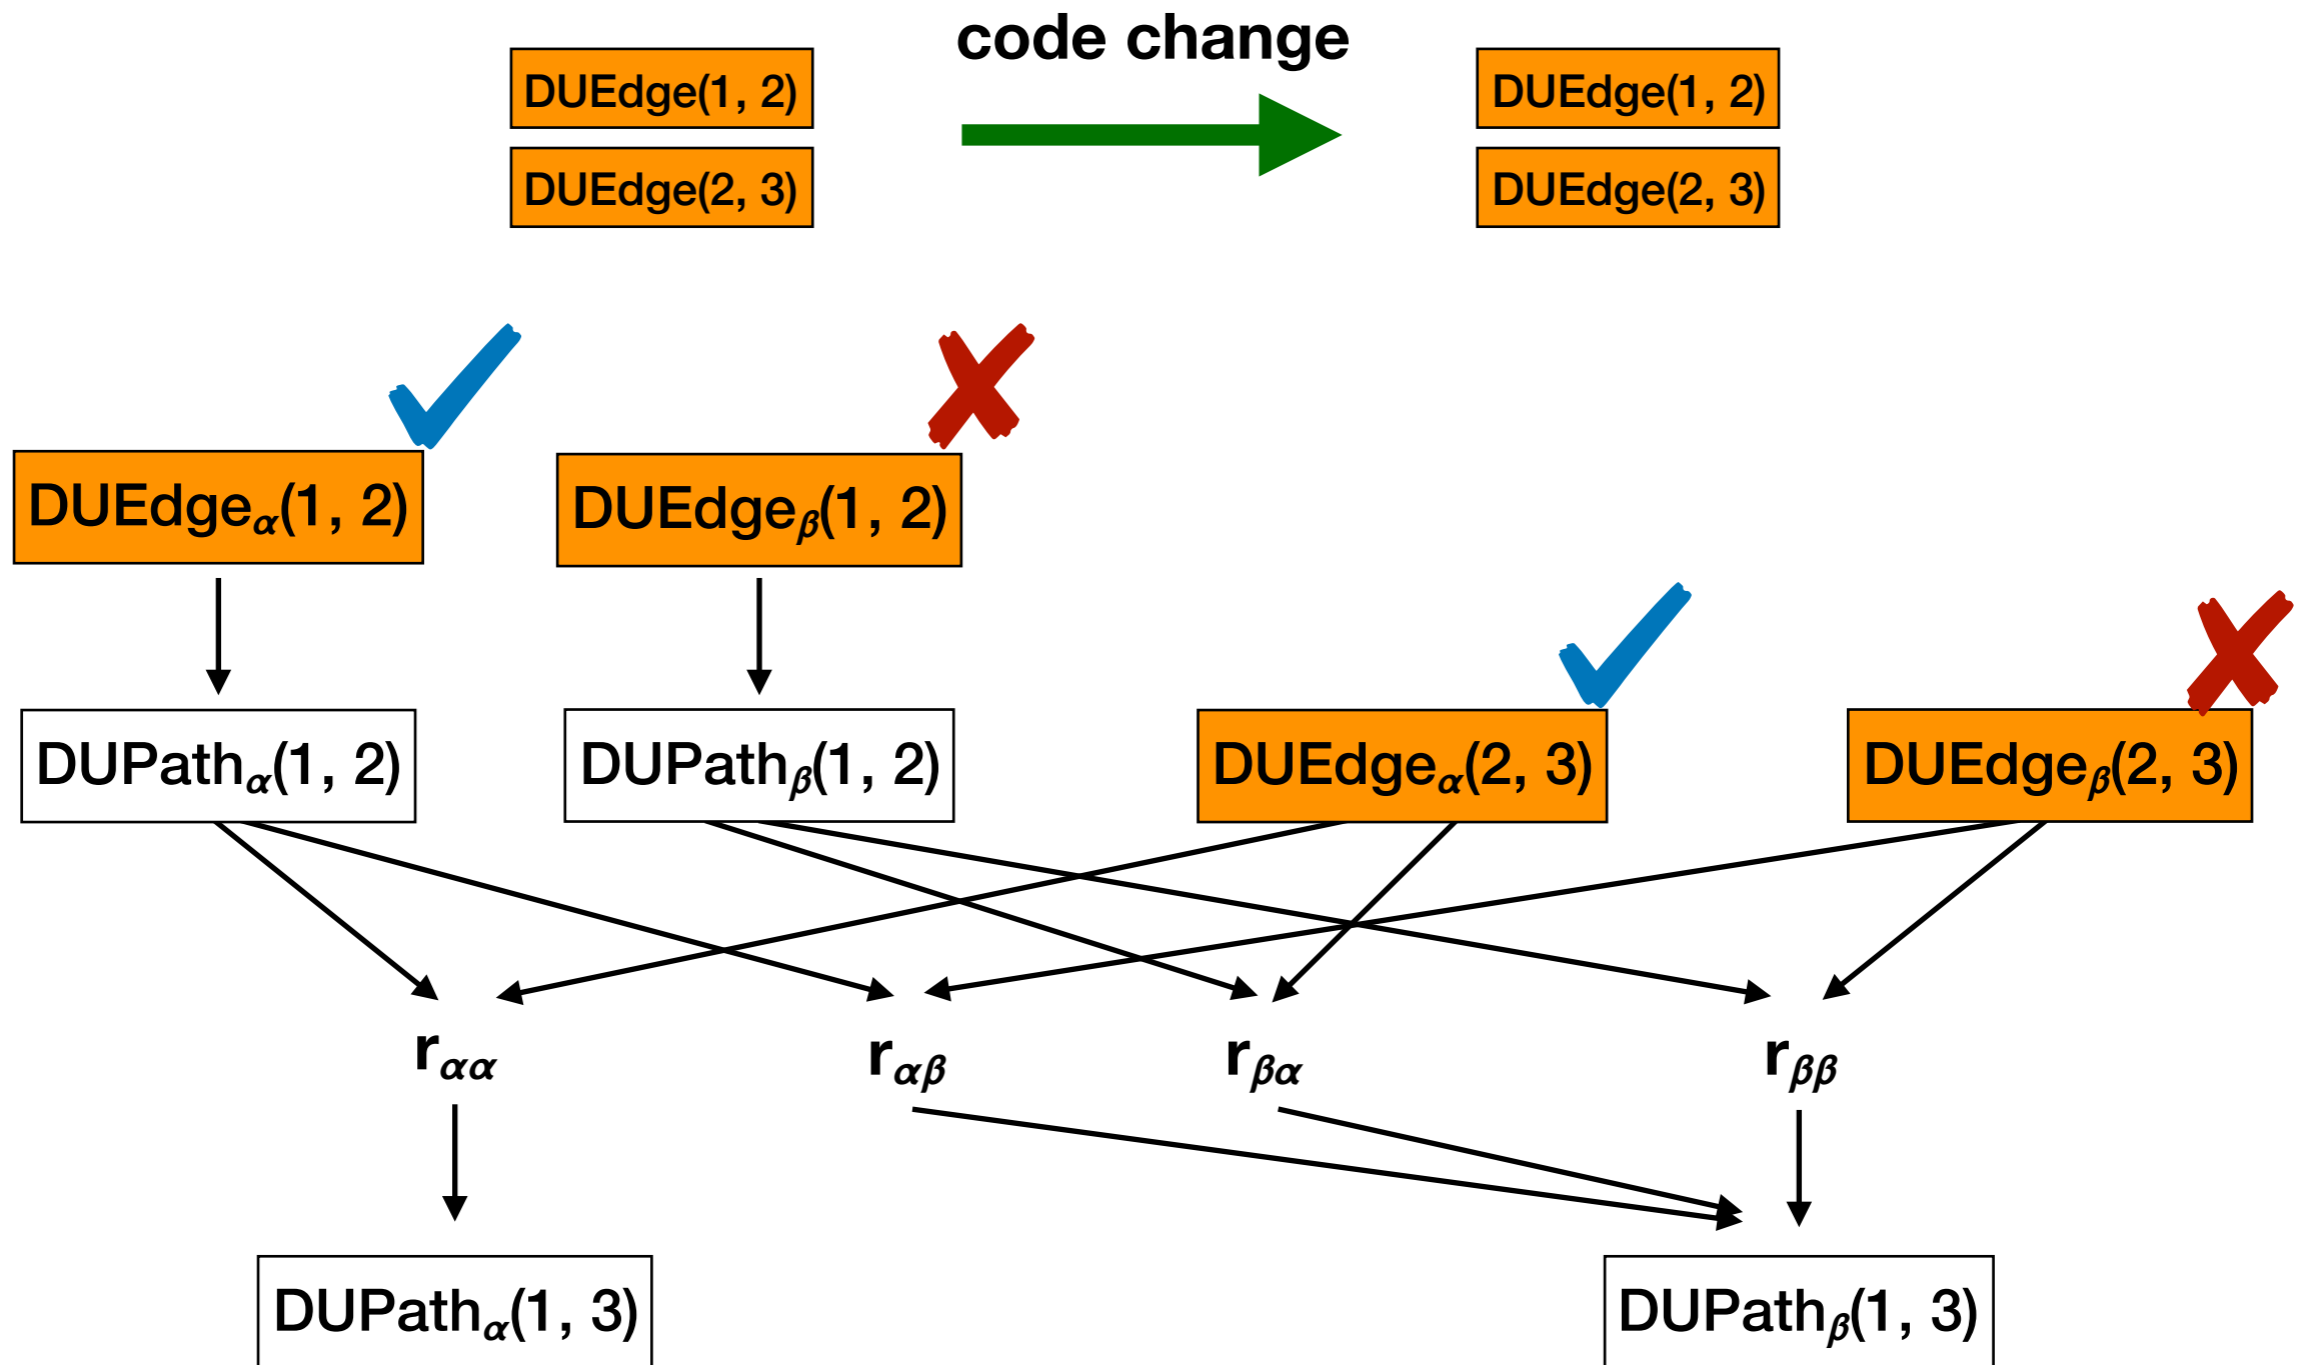 code change
DUEdge(1, 2)
DUEdge(1, 2)
DUEdge(2, 3)
DUEdge(2, 3)
DUEdgeα(1, 2)
DUEdgeβ(1, 2)
DUPathα(1, 2)
DUPathβ(1, 2)
DUEdgeα(2, 3)
DUEdgeβ(2, 3)
rαα
rαβ
rβα
rββ
DUPathα(1, 3)
DUPathβ(1, 3)